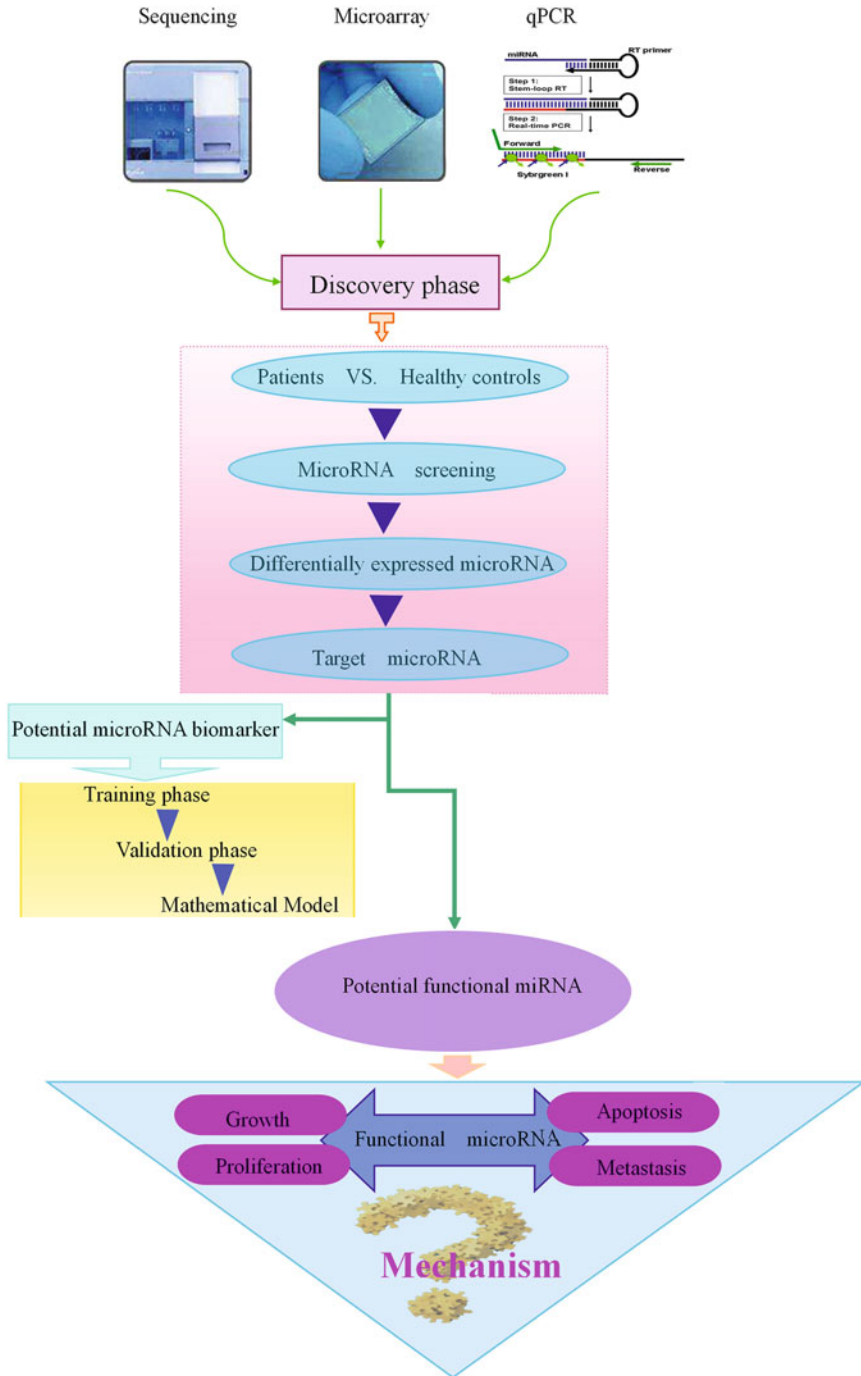 Sequencing
Microarray
qPCR
miRNA
RT primer
Step 1:
Stem-loop RT
Step 2:
Real-time PCR
Forward
Sybrgreen I
Reverse
Discovery phase
Patients VS. Healthy controls
MicroRNA screening
Differentially expressed microRNA
Target microRNA
Potential microRNA biomarker
Training phase
Validation phase
Mathematical Model
Potential functional miRNA
Growth
Apoptosis
Functional microRNA
Proliferation
Metastasis
Mechanism